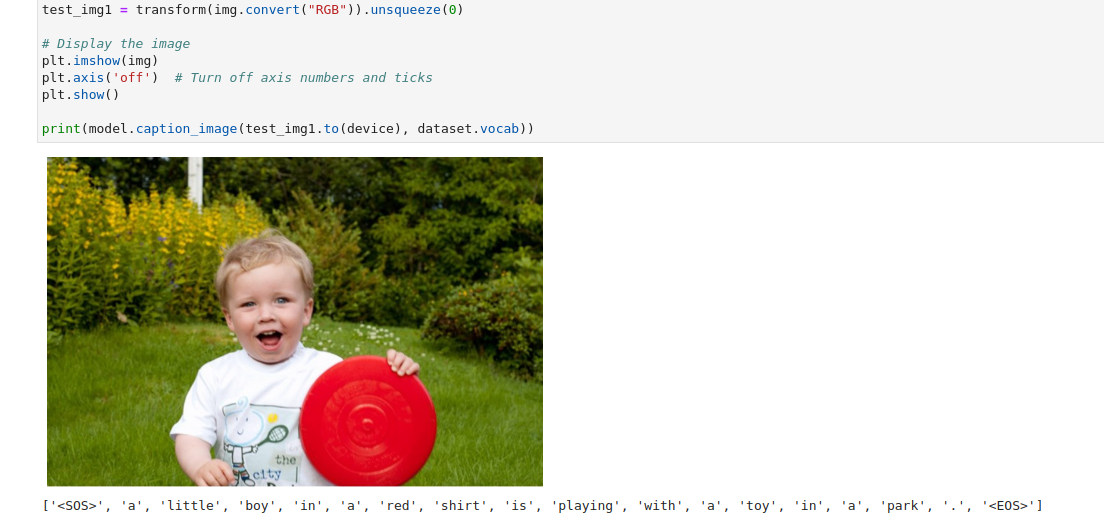 test_img1 = transform(img.convert("RGB")).unsqueeze(0)
# Display the image
plt.imshow(img)
plt.axis('off')  # Turn off axis numbers and ticks
plt.show()
print(model.caption_image(test_img1.to(device), dataset.vocab))
the
city
['<SOS>', 'a', 'little', 'boy', 'in', 'a', 'red', 'shirt', 'is', 'playing', 'with', 'a', 'toy', 'in', 'a', 'park', '.', '<EOS>']